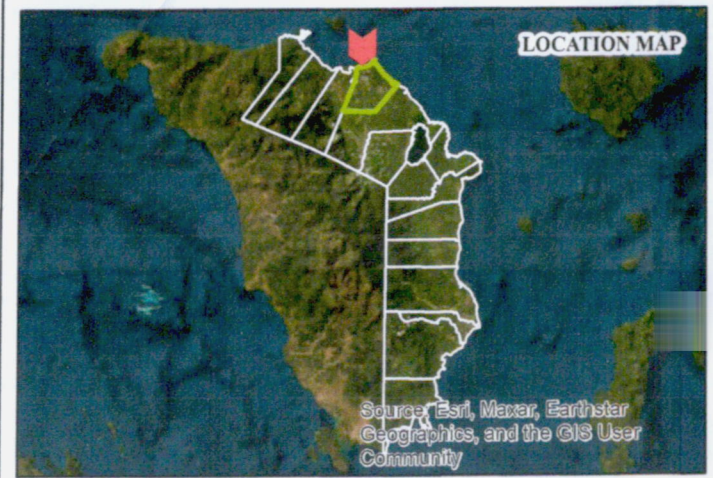 LOCATION MAP
Source: Esri, Maxar, Earthstar
Geographics, and the GIS User
Community